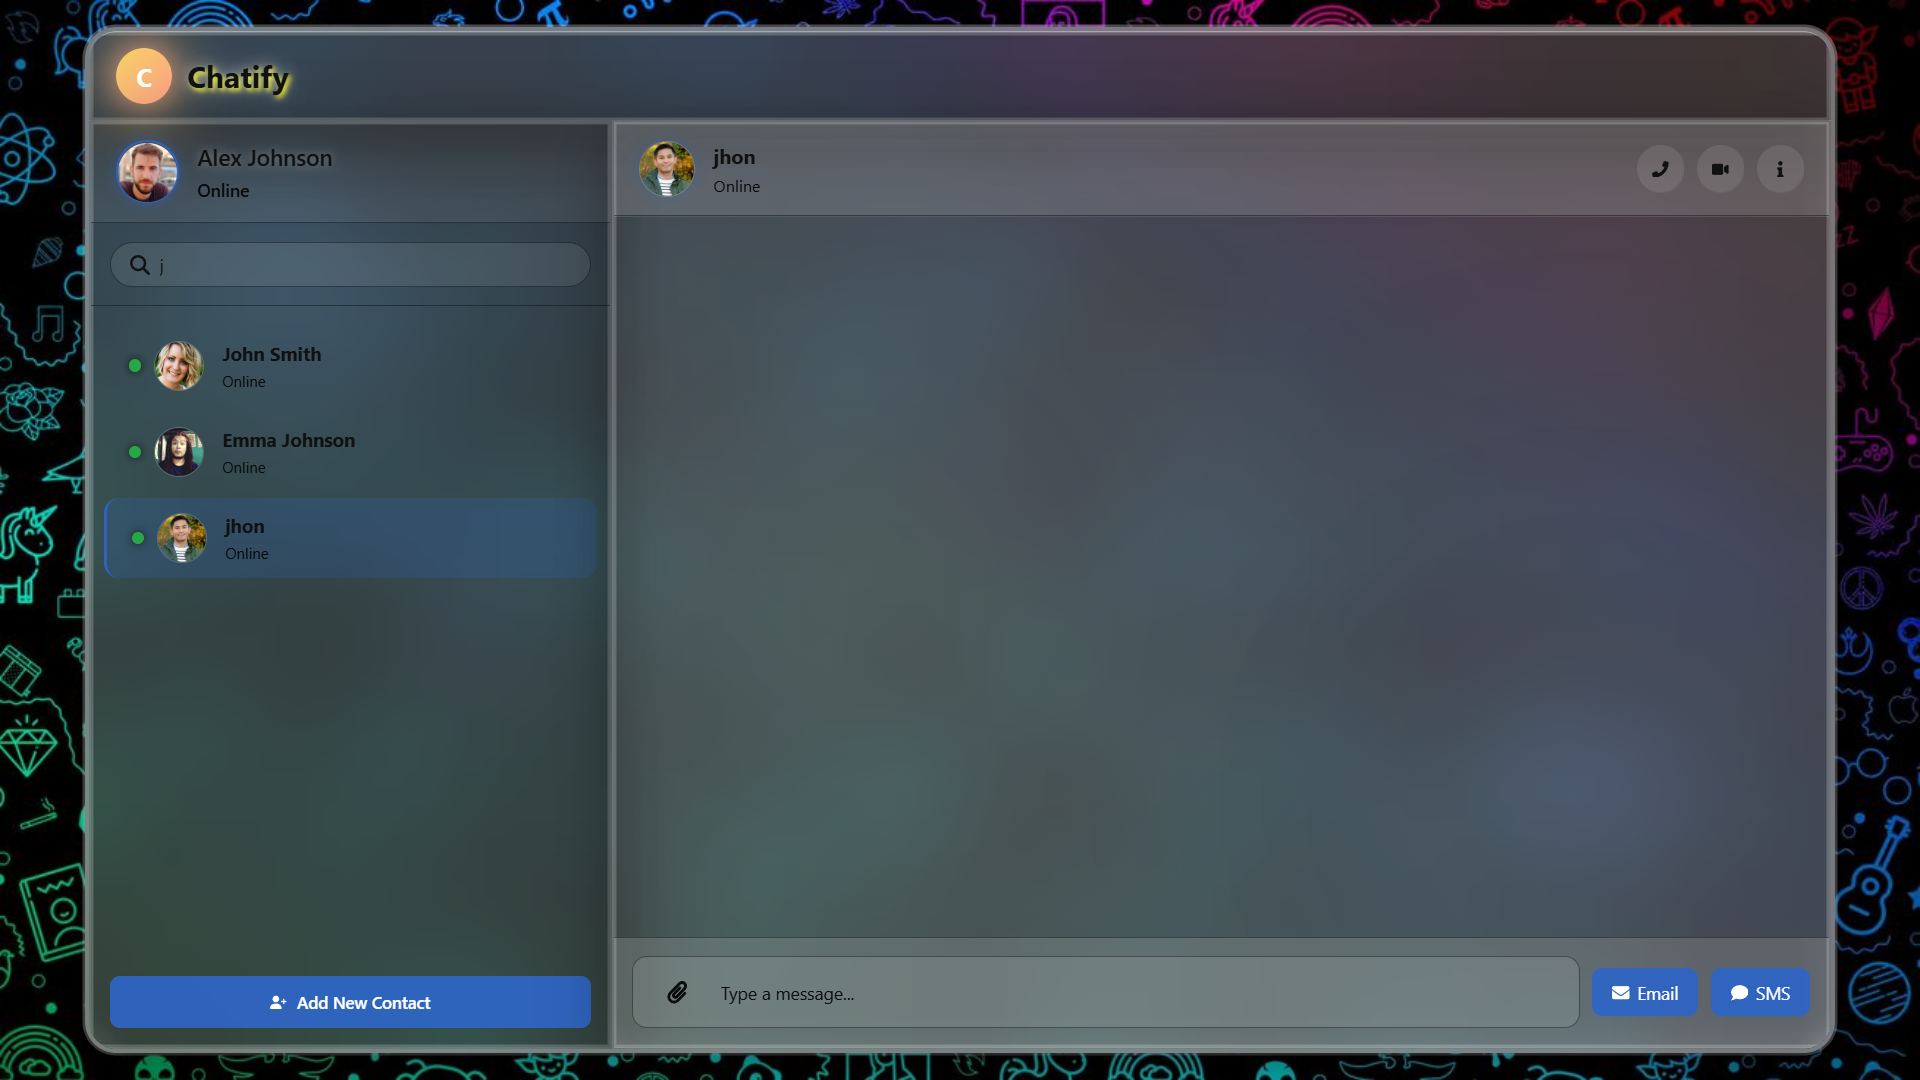 C Chatify
Alex Johnson
Online
j
John Smith
Online
Emma Johnson
Online
jhon
Online
Add New Contact
jhon
Online
Type a message...
Email
SMS